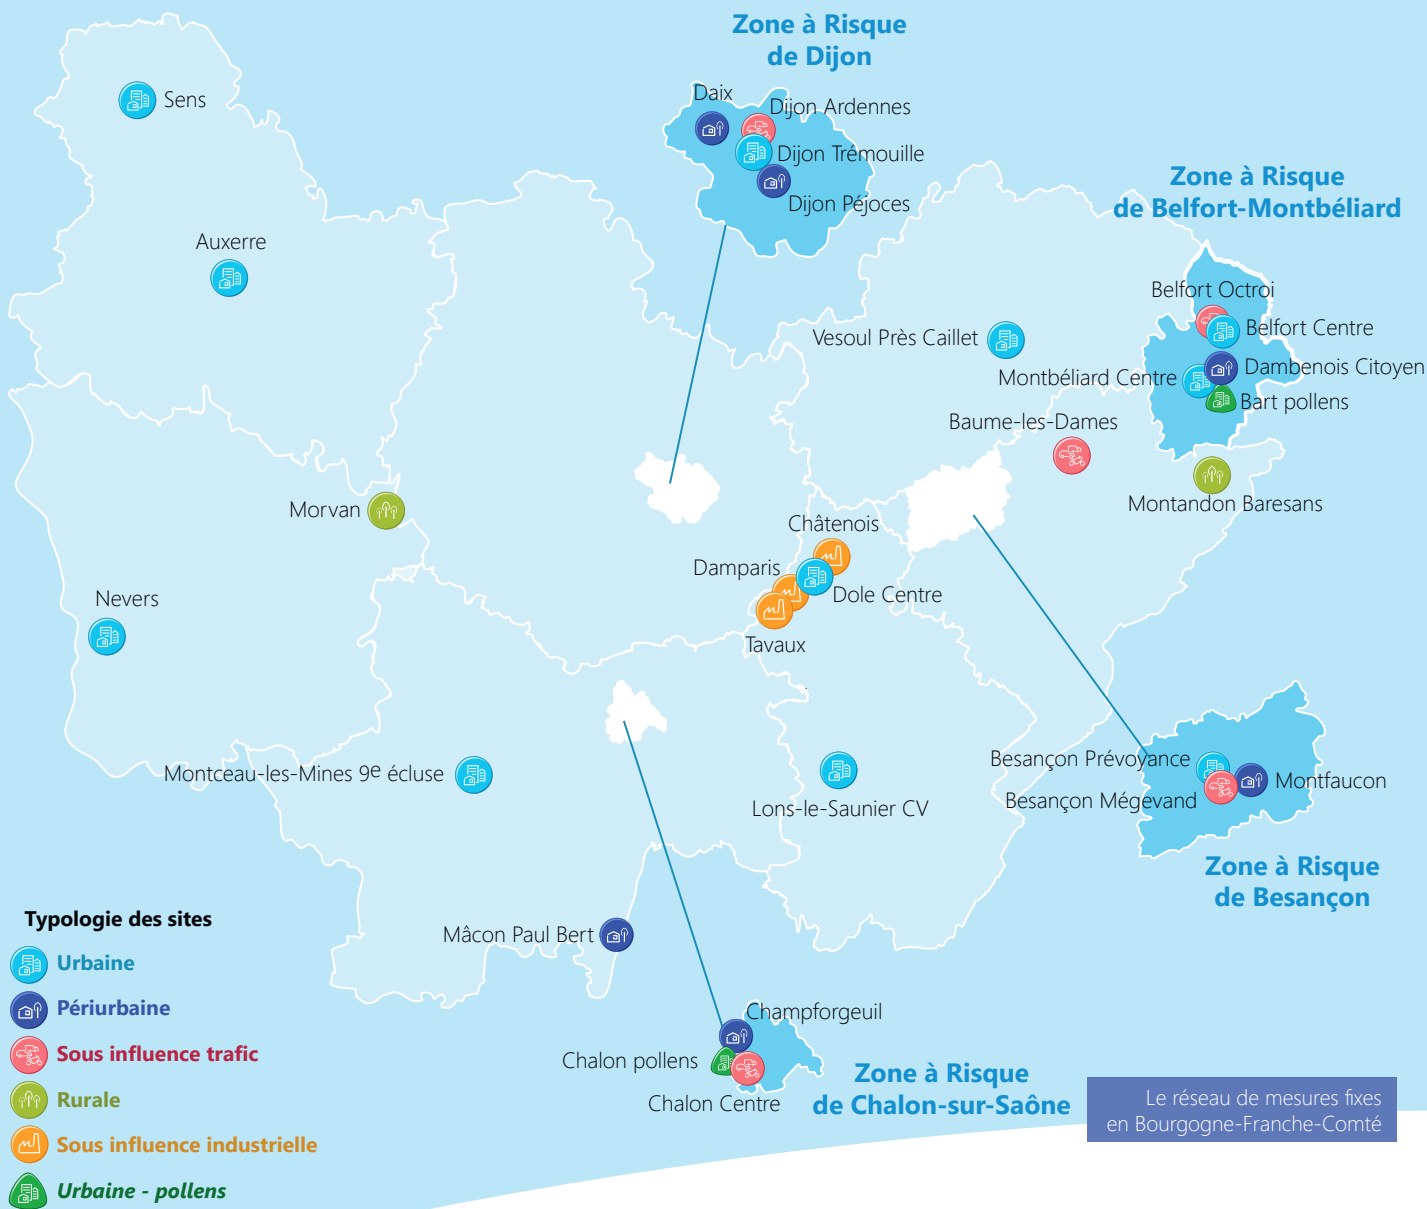 Zone à Risque
de Dijon
Sens
Daix
Dijon Ardennes
Dijon Trémouille
Dijon Péjoces
Zone à Risque
de Belfort-Montbéliard
Auxerre
Belfort Octroi
Belfort Centre
Vesoul Près Caillet
Dambenois Citoyen
Montbéliard Centre
Bart pollens
Baume-les-Dames
Montandon Baresans
Morvan
Châtenois
Damparis
Dole Centre
Tavaux
Nevers
Montceau-les-Mines 9e écluse
Lons-le-Saunier CV
Besançon Prévoyance
Montfaucon
Besançon Mégevand
Zone à Risque
de Besançon
Mâcon Paul Bert
Champforgeuil
Chalon pollens
Chalon Centre
Zone à Risque
de Chalon-sur-Saône
Typologie des sites
Urbaine
Périurbaine
Sous influence trafic
Rurale
Sous influence industrielle
Urbaine - pollens
Le réseau de mesures fixes
en Bourgogne-Franche-Comté